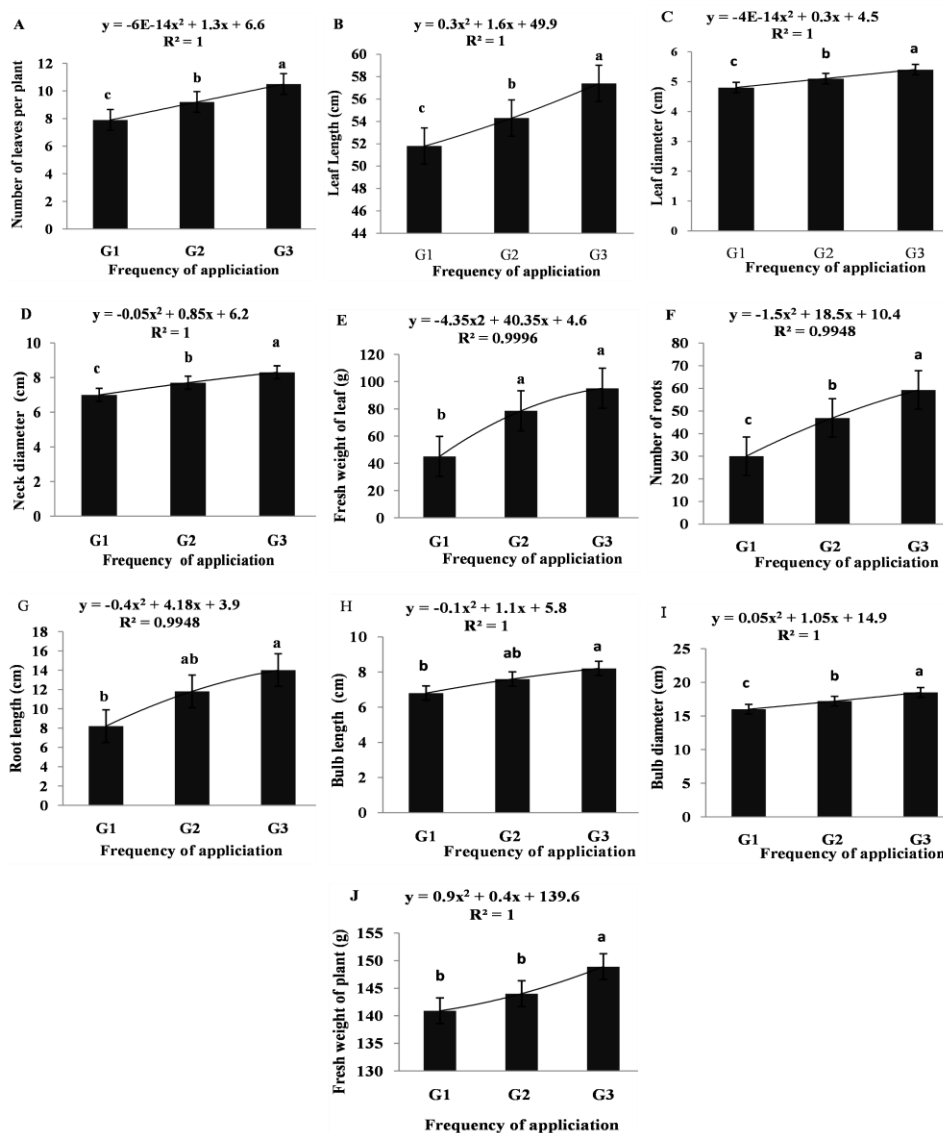 A
y = -6E-14x² + 1.3x + 6.6
R² = 1
Number of leaves per plant
12
10
8
6
4
2
0
c
b
a
G1 G2 G3
Frequency of appliciation
B
y = 0.3x² + 1.6x + 49.9
R² = 1
Leaf Length (cm)
60
58
56
54
52
50
48
46
44
c
b
a
G1 G2 G3
Frequency of appliciation
C
y = -4E-14x² + 0.3x + 4.5
R² = 1
Leaf diameter (cm)
6
5
4
3
2
1
0
c
b
a
G1 G2 G3
Frequency of appliciation
D
y = -0.05x² + 0.85x + 6.2
R² = 1
Neck diameter (cm)
10
8
6
4
2
0
c
b
a
G1 G2 G3
Frequency of appliciation
E
y = -4.35x2 + 40.35x + 4.6
R² = 0.9996
Fresh weight of leaf (g)
120
100
80
60
40
20
0
b
a
a
G1 G2 G3
Frequency of appliciation
F
y = -1.5x² + 18.5x + 10.4
R² = 0.9948
Number of roots
80
70
60
50
40
30
20
10
0
c
b
a
G1 G2 G3
Frequency of appliciation
G
y = -0.4x² + 4.18x + 3.9
R² = 0.9948
Root length (cm)
18
16
14
12
10
8
6
4
2
0
b
ab
a
G1 G2 G3
Frequency of appliciation
H
y = -0.1x² + 1.1x + 5.8
R² = 1
Bulb length (cm)
10
8
6
4
2
0
b
ab
a
G1 G2 G3
Frequency of appliciation
I
y = 0.05x² + 1.05x + 14.9
R² = 1
Bulb diameter (cm)
25
20
15
10
5
0
c
b
a
G1 G2 G3
Frequency of appliciation
J
y = 0.9x² + 0.4x + 139.6
R² = 1
Fresh weight of plant (g)
155
150
145
140
135
130
b
b
a
G1 G2 G3
Frequency of appliciation